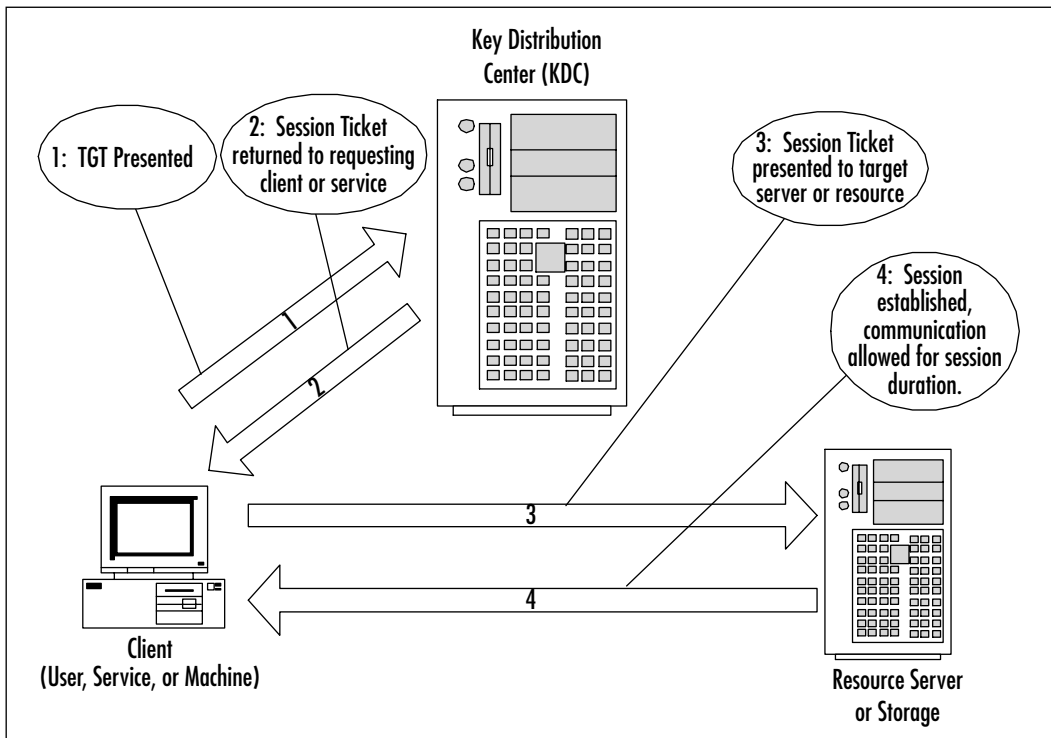 Key Distribution
Center (KDC)
1: TGT Presented
2: Session Ticket
returned to requesting
client or service
3: Session Ticket
presented to target
server or resource
4: Session
established,
communication
allowed for session
duration.
1
2
3
4
Client
(User, Service, or Machine)
Resource Server
or Storage